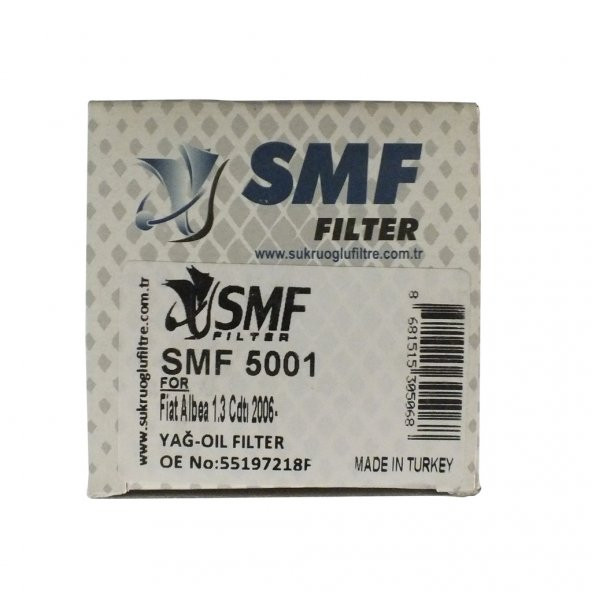 SMF
FILTER
www.sukruoglufiltre.com.tr
www.sukruoglufiltre.com.tr
SMF
FILTER
SMF 5001
FOR
Fiat Albea 1.3 Cdtı 2006-
YAĞ-OIL FILTER
OE No:55197218F
8 681515 305068
MADE IN TURKEY